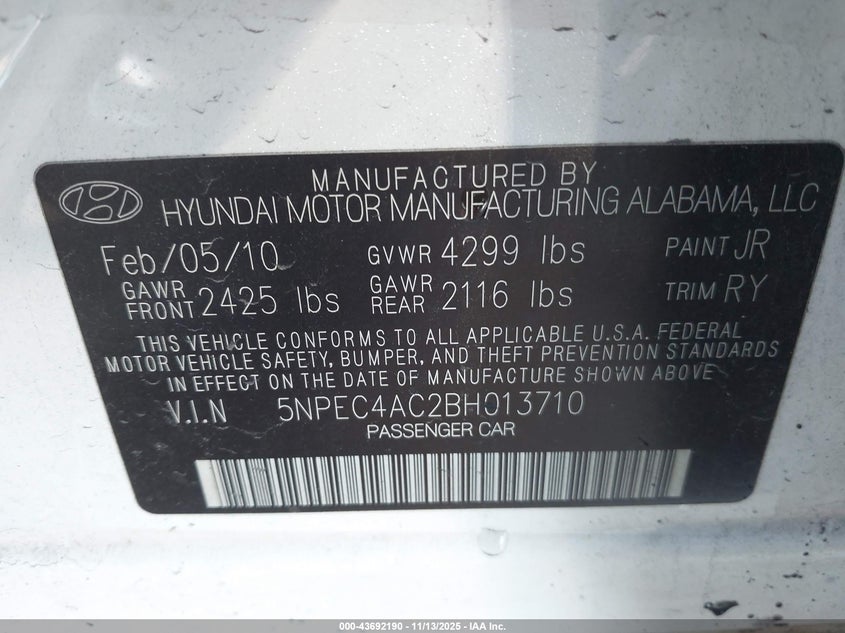 MANUFACTURED BY
HYUNDAI MOTOR MANUFACTURING ALABAMA, LLC
Feb/05/10 GVWR 4299 lbs PAINT JR
GAWR FRONT 2425 lbs GAWR REAR 2116 lbs TRIM RY
THIS VEHICLE CONFORMS TO ALL APPLICABLE U.S.A. FEDERAL
MOTOR VEHICLE SAFETY, BUMPER, AND THEFT PREVENTION STANDARDS
IN EFFECT ON THE DATE OF MANUFACTURE SHOWN ABOVE
V.I.N 5NPEC4AC2BH013710
PASSENGER CAR
000-43692190 - 11/13/2025 - IAA Inc.